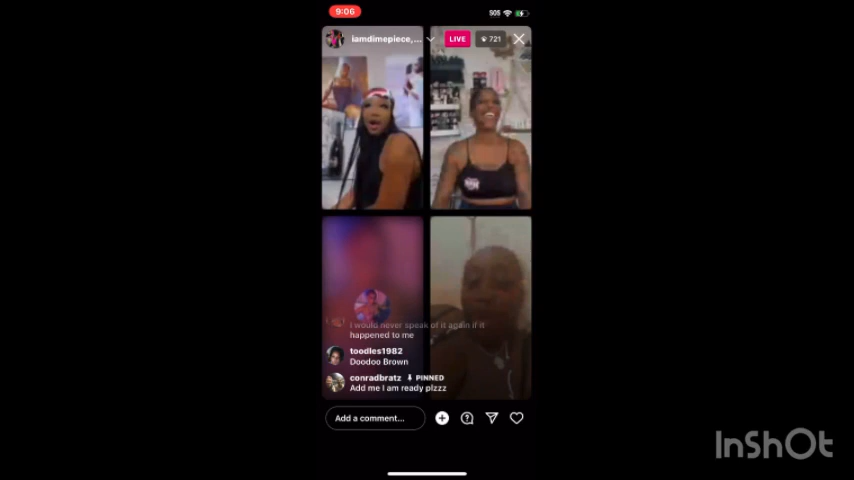 9:06
SOS
iamdimepiece,...
LIVE
721
I would never speak of it again if it
happened to me
toodles1982
Doodoo Brown
conradbratz PINNED
Add me I am ready plzzz
Add a comment...
InShOt